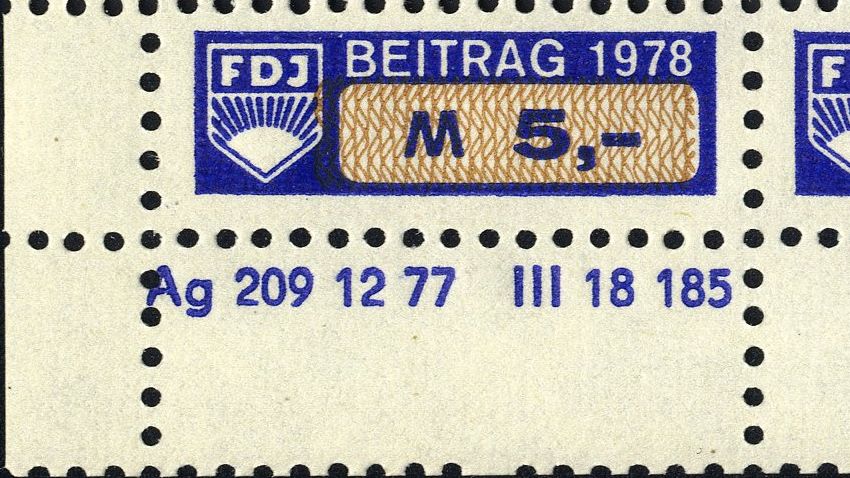 FDJ BEITRAG 1978
M 5,-
F
Ag 209 12 77 III 18 185